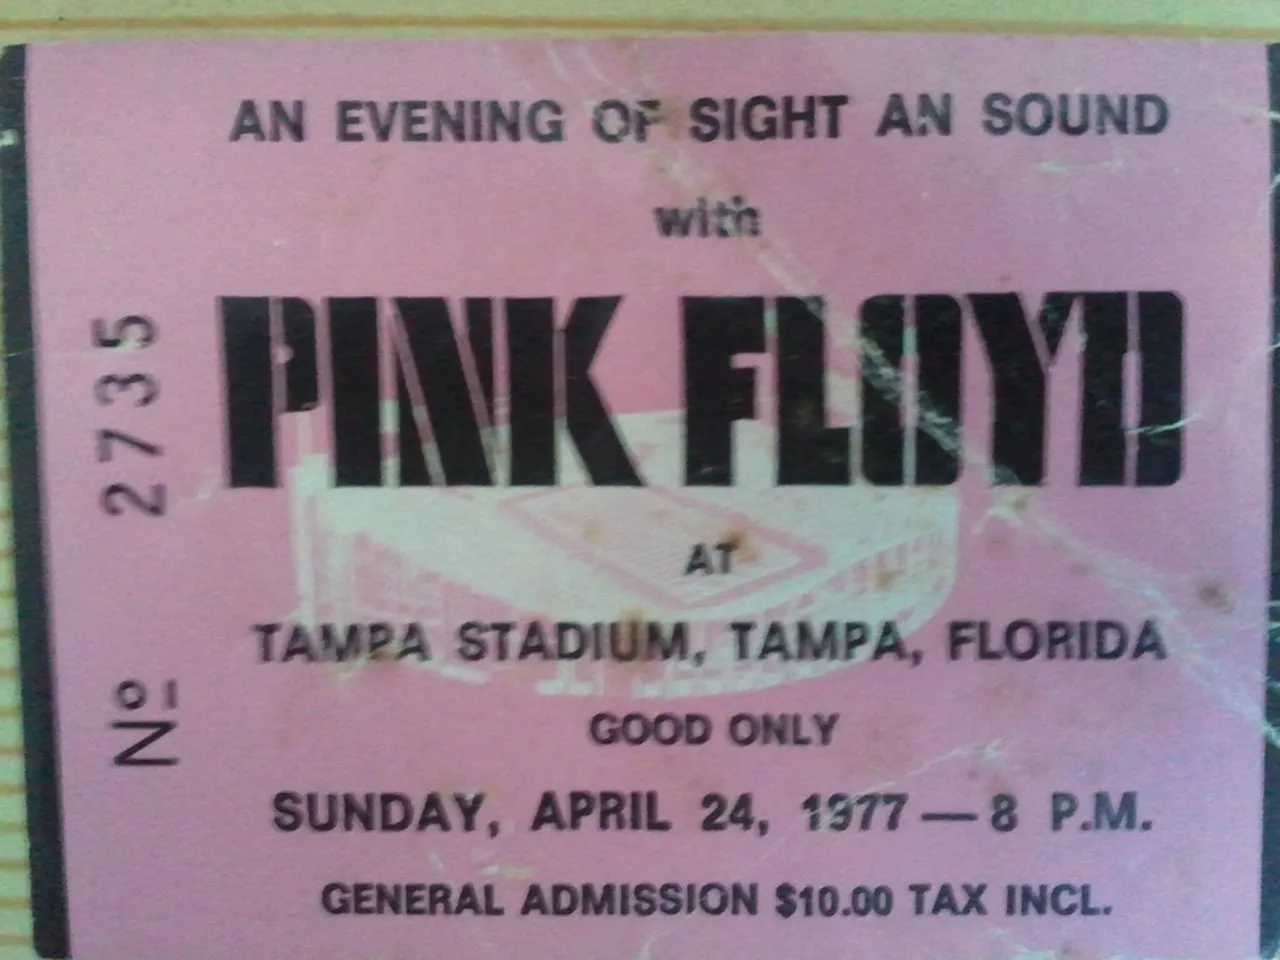 AN EVENING OF SIGHT AN SOUND
with
PINK FLOYD
AT
TAMPA STADIUM, TAMPA, FLORIDA
GOOD ONLY
SUNDAY, APRIL 24, 1977 — 8 P.M.
GENERAL ADMISSION $10.00 TAX INCL.
Nº 2735